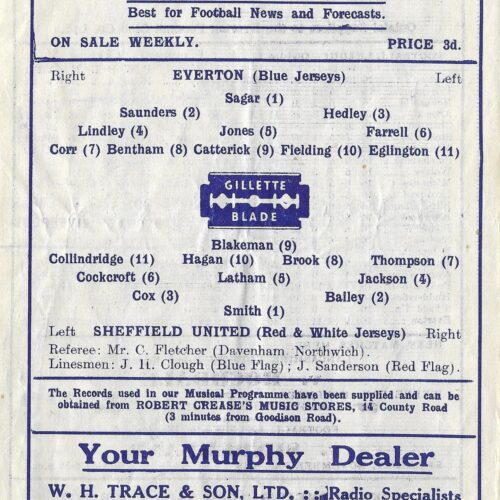 Best for Football News and Forecasts.
ON SALE WEEKLY. PRICE 3d.
Right EVERTON (Blue Jerseys) Left
Sagar (1)
Saunders (2) Hedley (3)
Lindley (4) Jones (5) Farrell (6)
Corr (7) Bentham (8) Catterick (9) Fielding (10) Eglington (11)
GILLETTE
BLADE
Blakeman (9)
Collindridge (11) Hagan (10) Brook (8) Thompson (7)
Cockcroft (6) Latham (5) Jackson (4)
Cox (3) Bailey (2)
Smith (1)
Left SHEFFIELD UNITED (Red & White Jerseys) Right
Referee: Mr. C. Fletcher (Davenham Northwich).
Linesmen: J. It. Clough (Blue Flag); J. Sanderson (Red Flag).
The Records used in our Musical Programme have been supplied and can be
obtained from ROBERT CREASE'S MUSIC STORES, 14 County Road
(3 minutes from Goodison Road).
Your Murphy Dealer
W. H. TRACE & SON, LTD. :: Radio Specialists